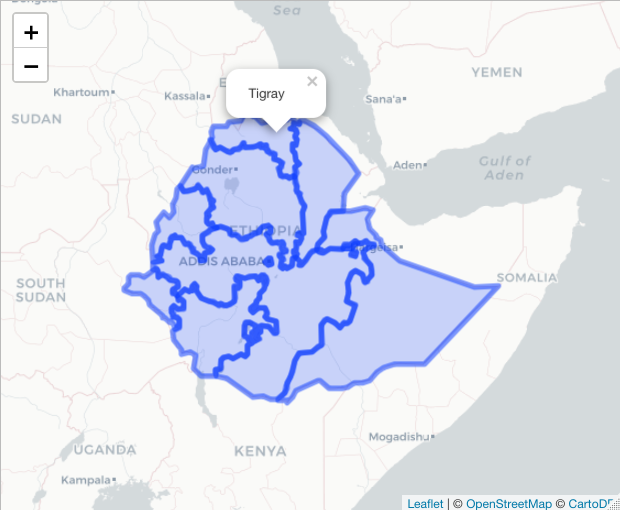 Sea
+
−
Tigray
×
Khartoum
Kassala
SUDAN
YEMEN
Sana'a
Gonder
Aden
Gulf of
Aden
ETHIOPIA
ADDIS ABABA
SOUTH
SUDAN
SOMALIA
Mogadishu
UGANDA
KENYA
Kampala
Leaflet | © OpenStreetMap © CartoDB